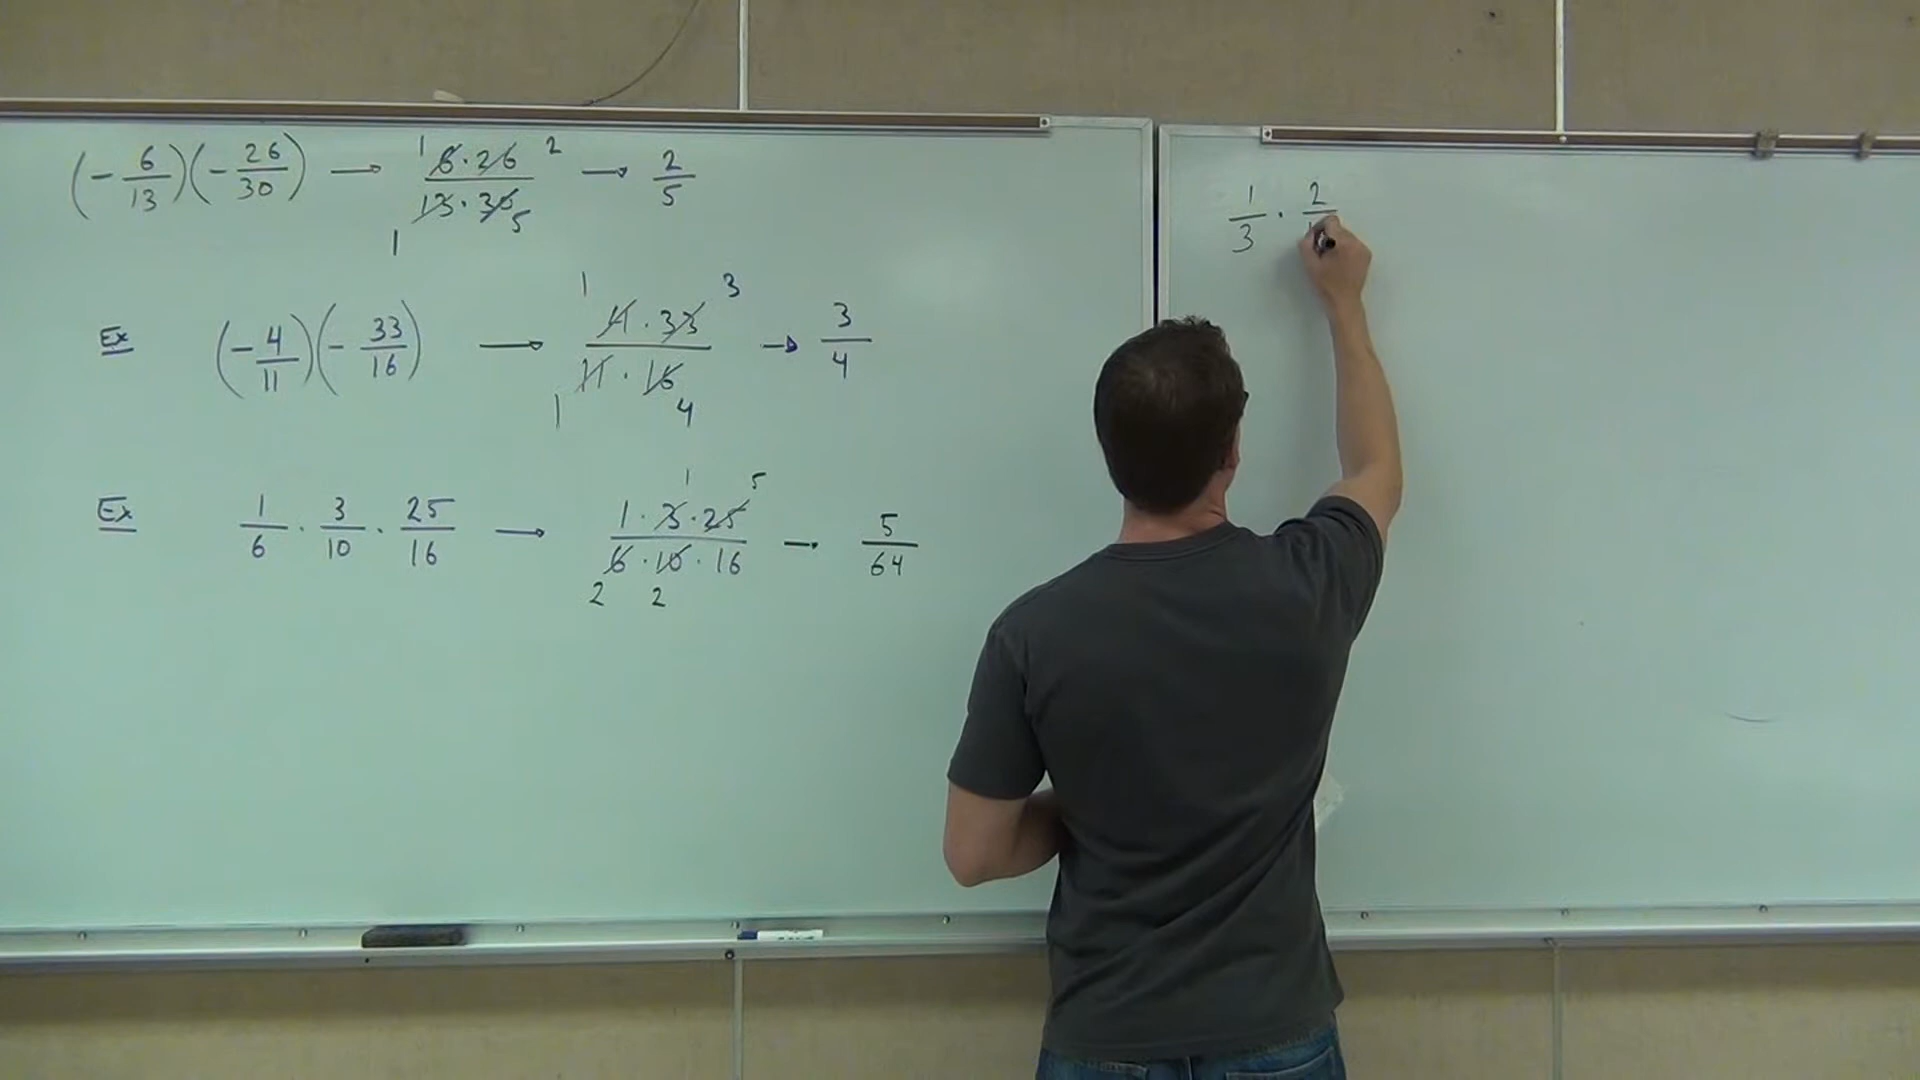 (-6/13)(-26/30) → 1 6·26 2 / 1 13·30 5 → 2/5
Ex (-4/11)(-33/16) → 1 4·33 3 / 1 11·16 4 → 3/4
Ex 1/6 · 3/10 · 25/16 → 1·3·25 1 5 / 6·10·16 2 2 → 5/64
1/3 · 2/